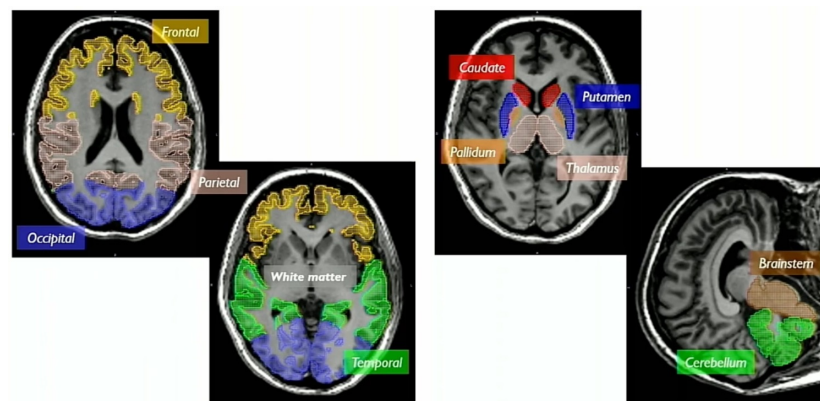 Frontal
Parietal
Occipital
White matter
Temporal
Caudate
Putamen
Pallidum
Thalamus
Brainstem
Cerebellum